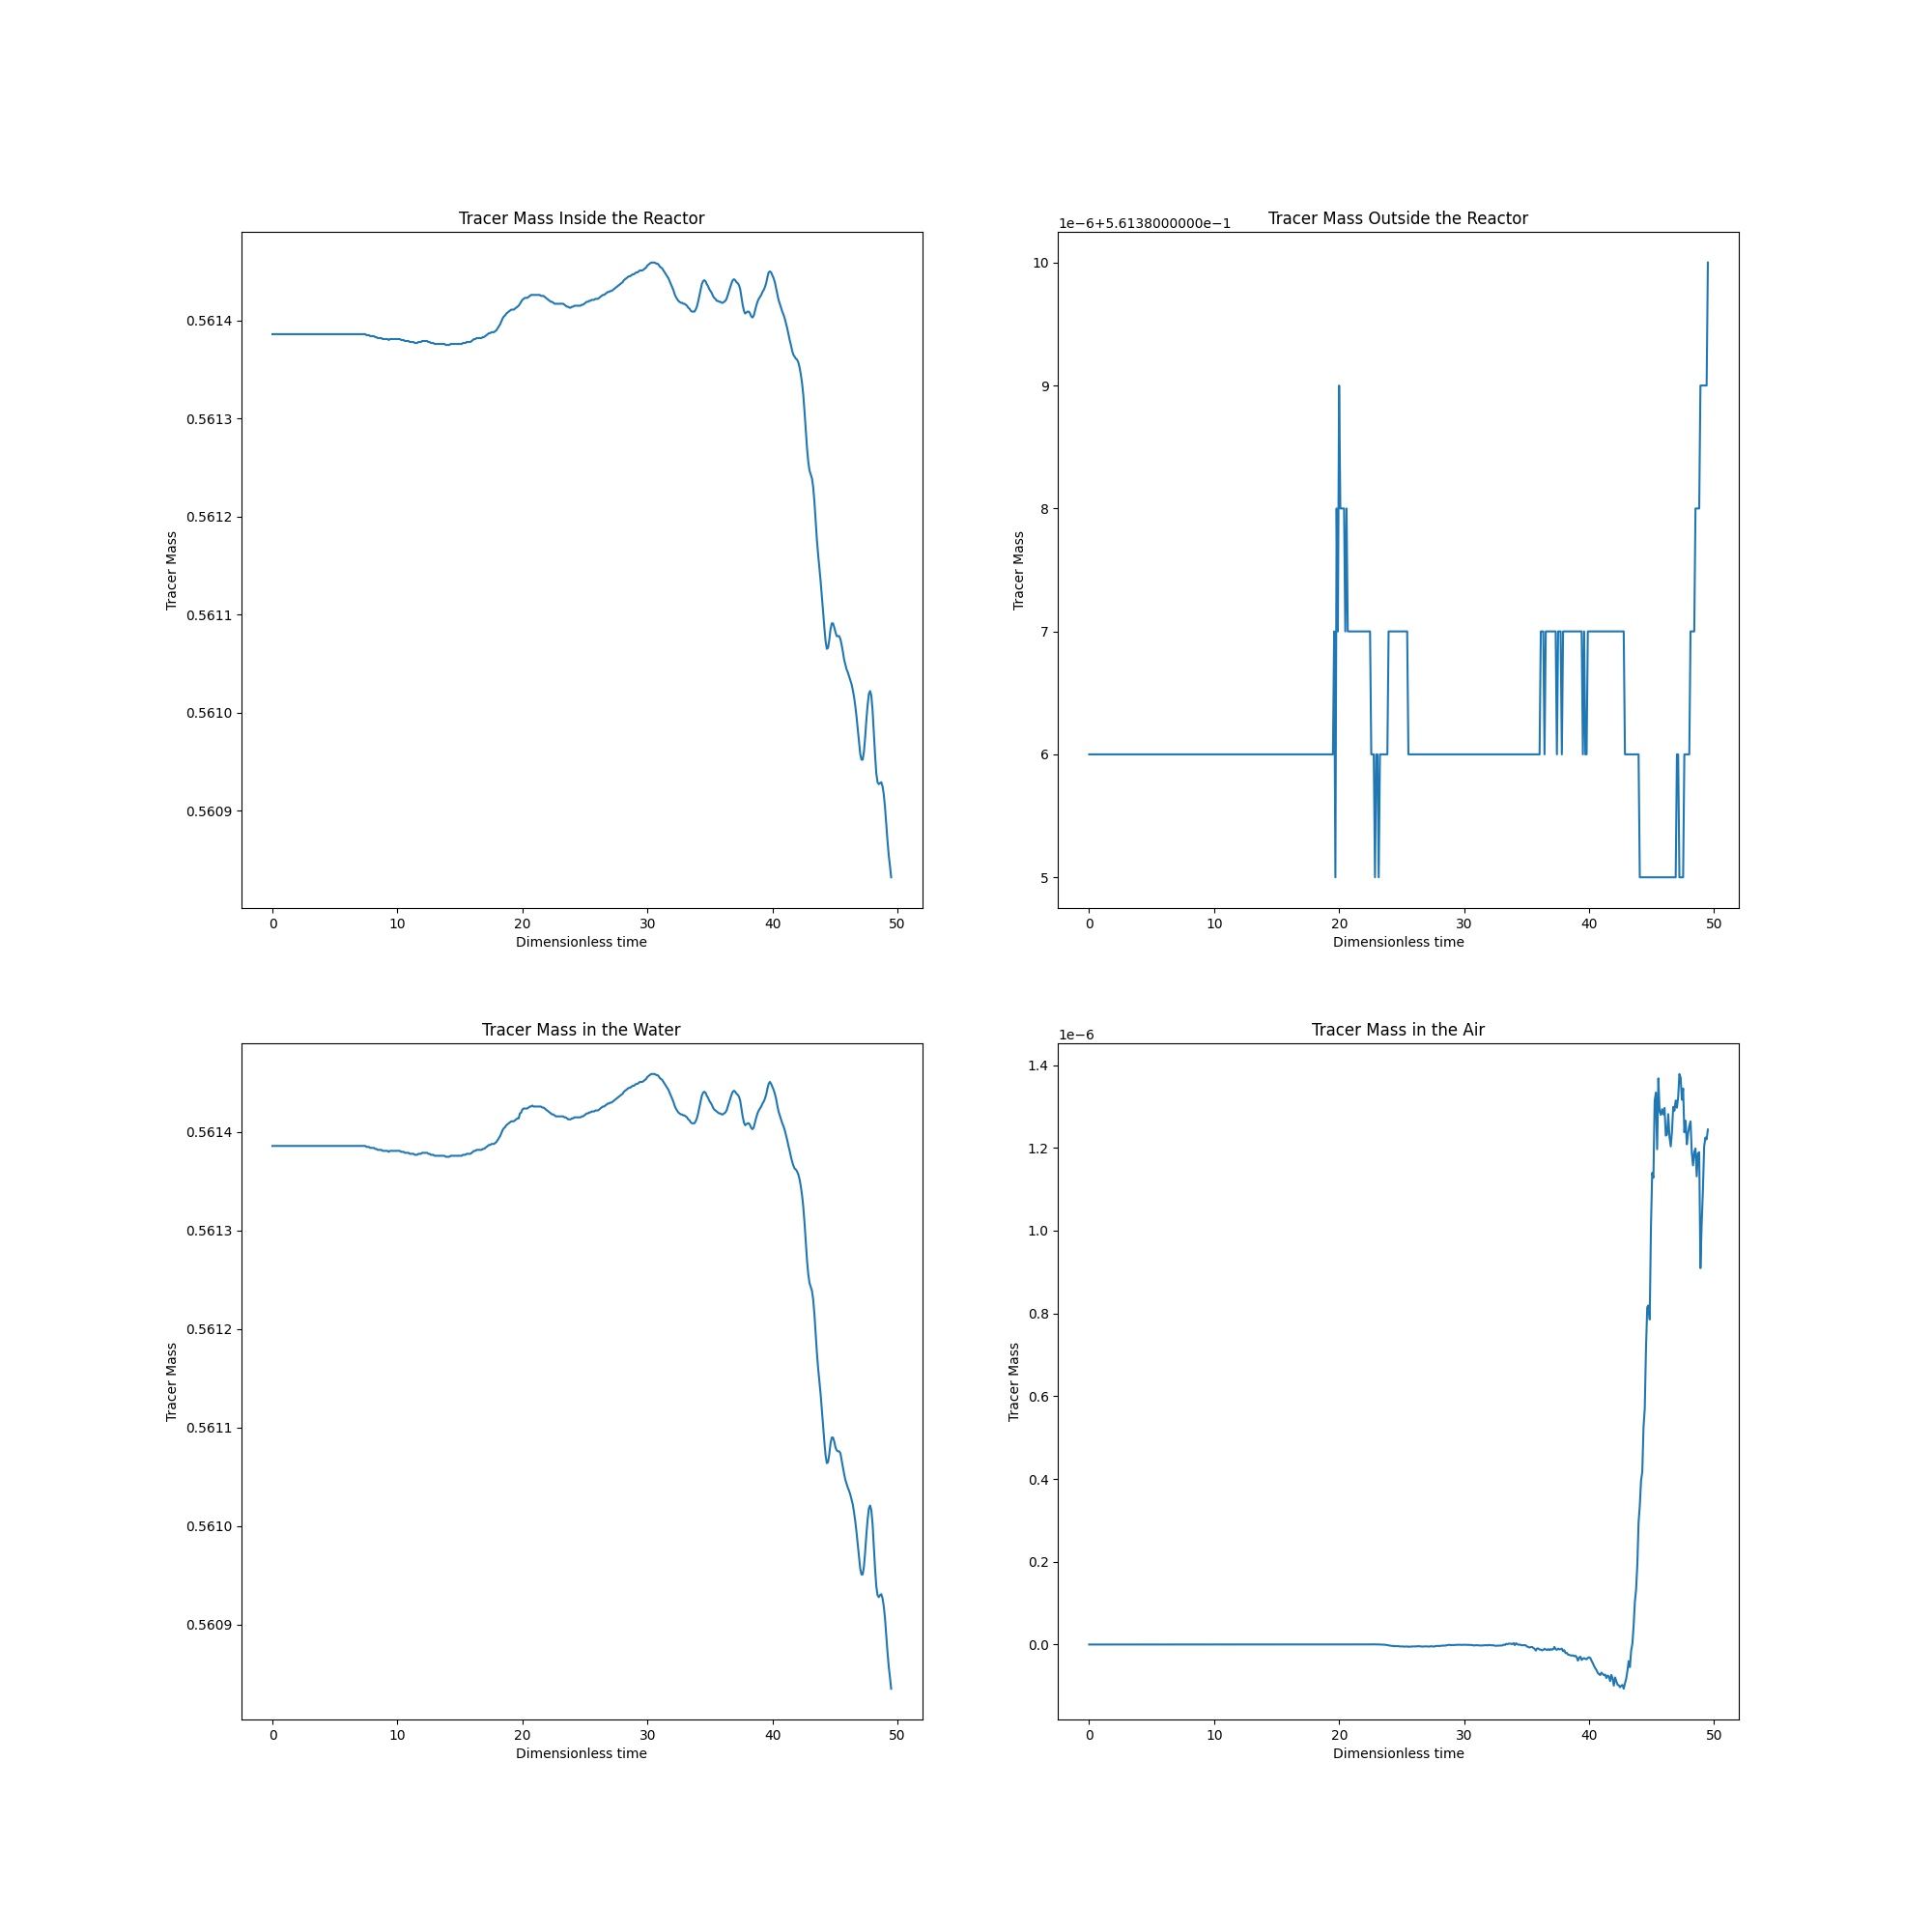 Tracer Mass Inside the Reactor
0.5614
0.5613
0.5612
0.5611
0.5610
0.5609
Tracer Mass
0 10 20 30 40 50
Dimensionless time
Tracer Mass Outside the Reactor
1e−6+5.6138000000e−1
10
9
8
7
6
5
Tracer Mass
0 10 20 30 40 50
Dimensionless time
Tracer Mass in the Water
0.5614
0.5613
0.5612
0.5611
0.5610
0.5609
Tracer Mass
0 10 20 30 40 50
Dimensionless time
Tracer Mass in the Air
1e−6
1.4
1.2
1.0
0.8
0.6
0.4
0.2
0.0
Tracer Mass
0 10 20 30 40 50
Dimensionless time